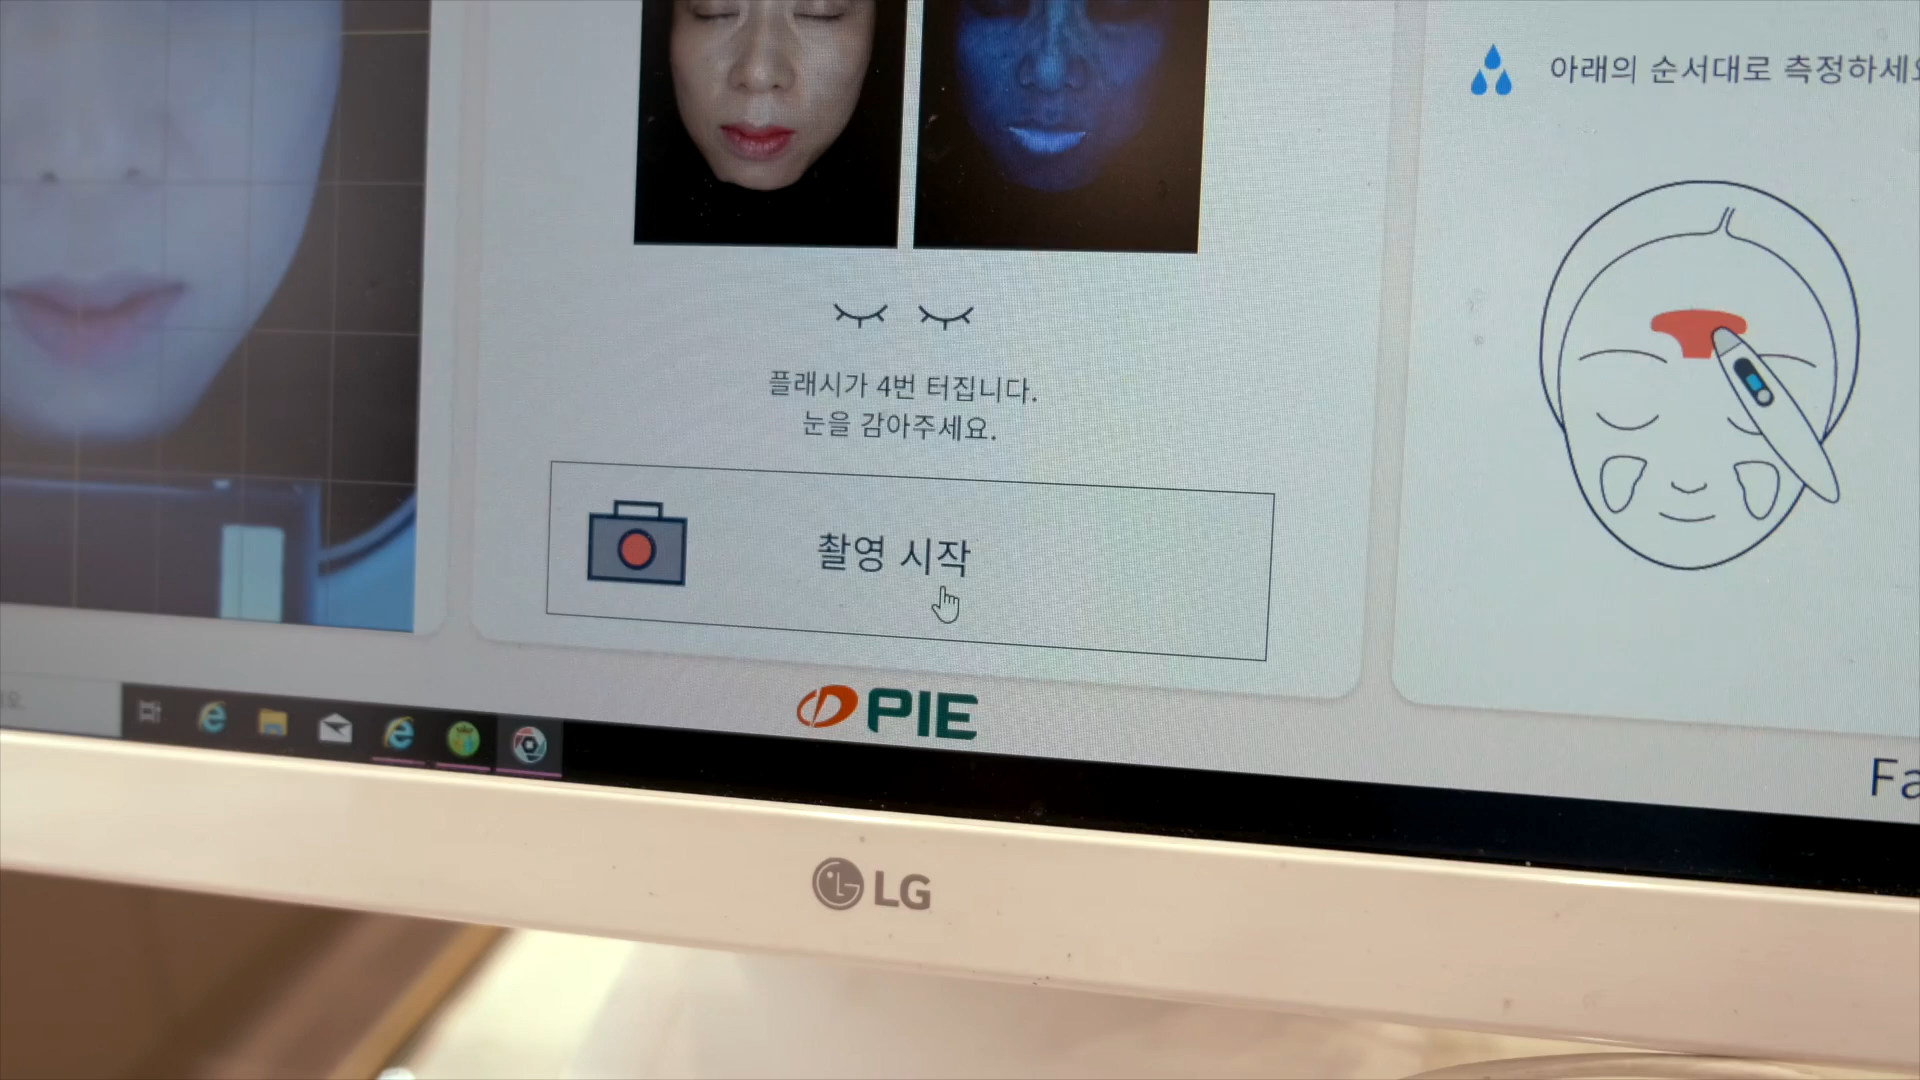 아래의 순서대로 측정하세요
플래시가 4번 터집니다.
눈을 감아주세요.
촬영 시작
PIE
Fa
LG